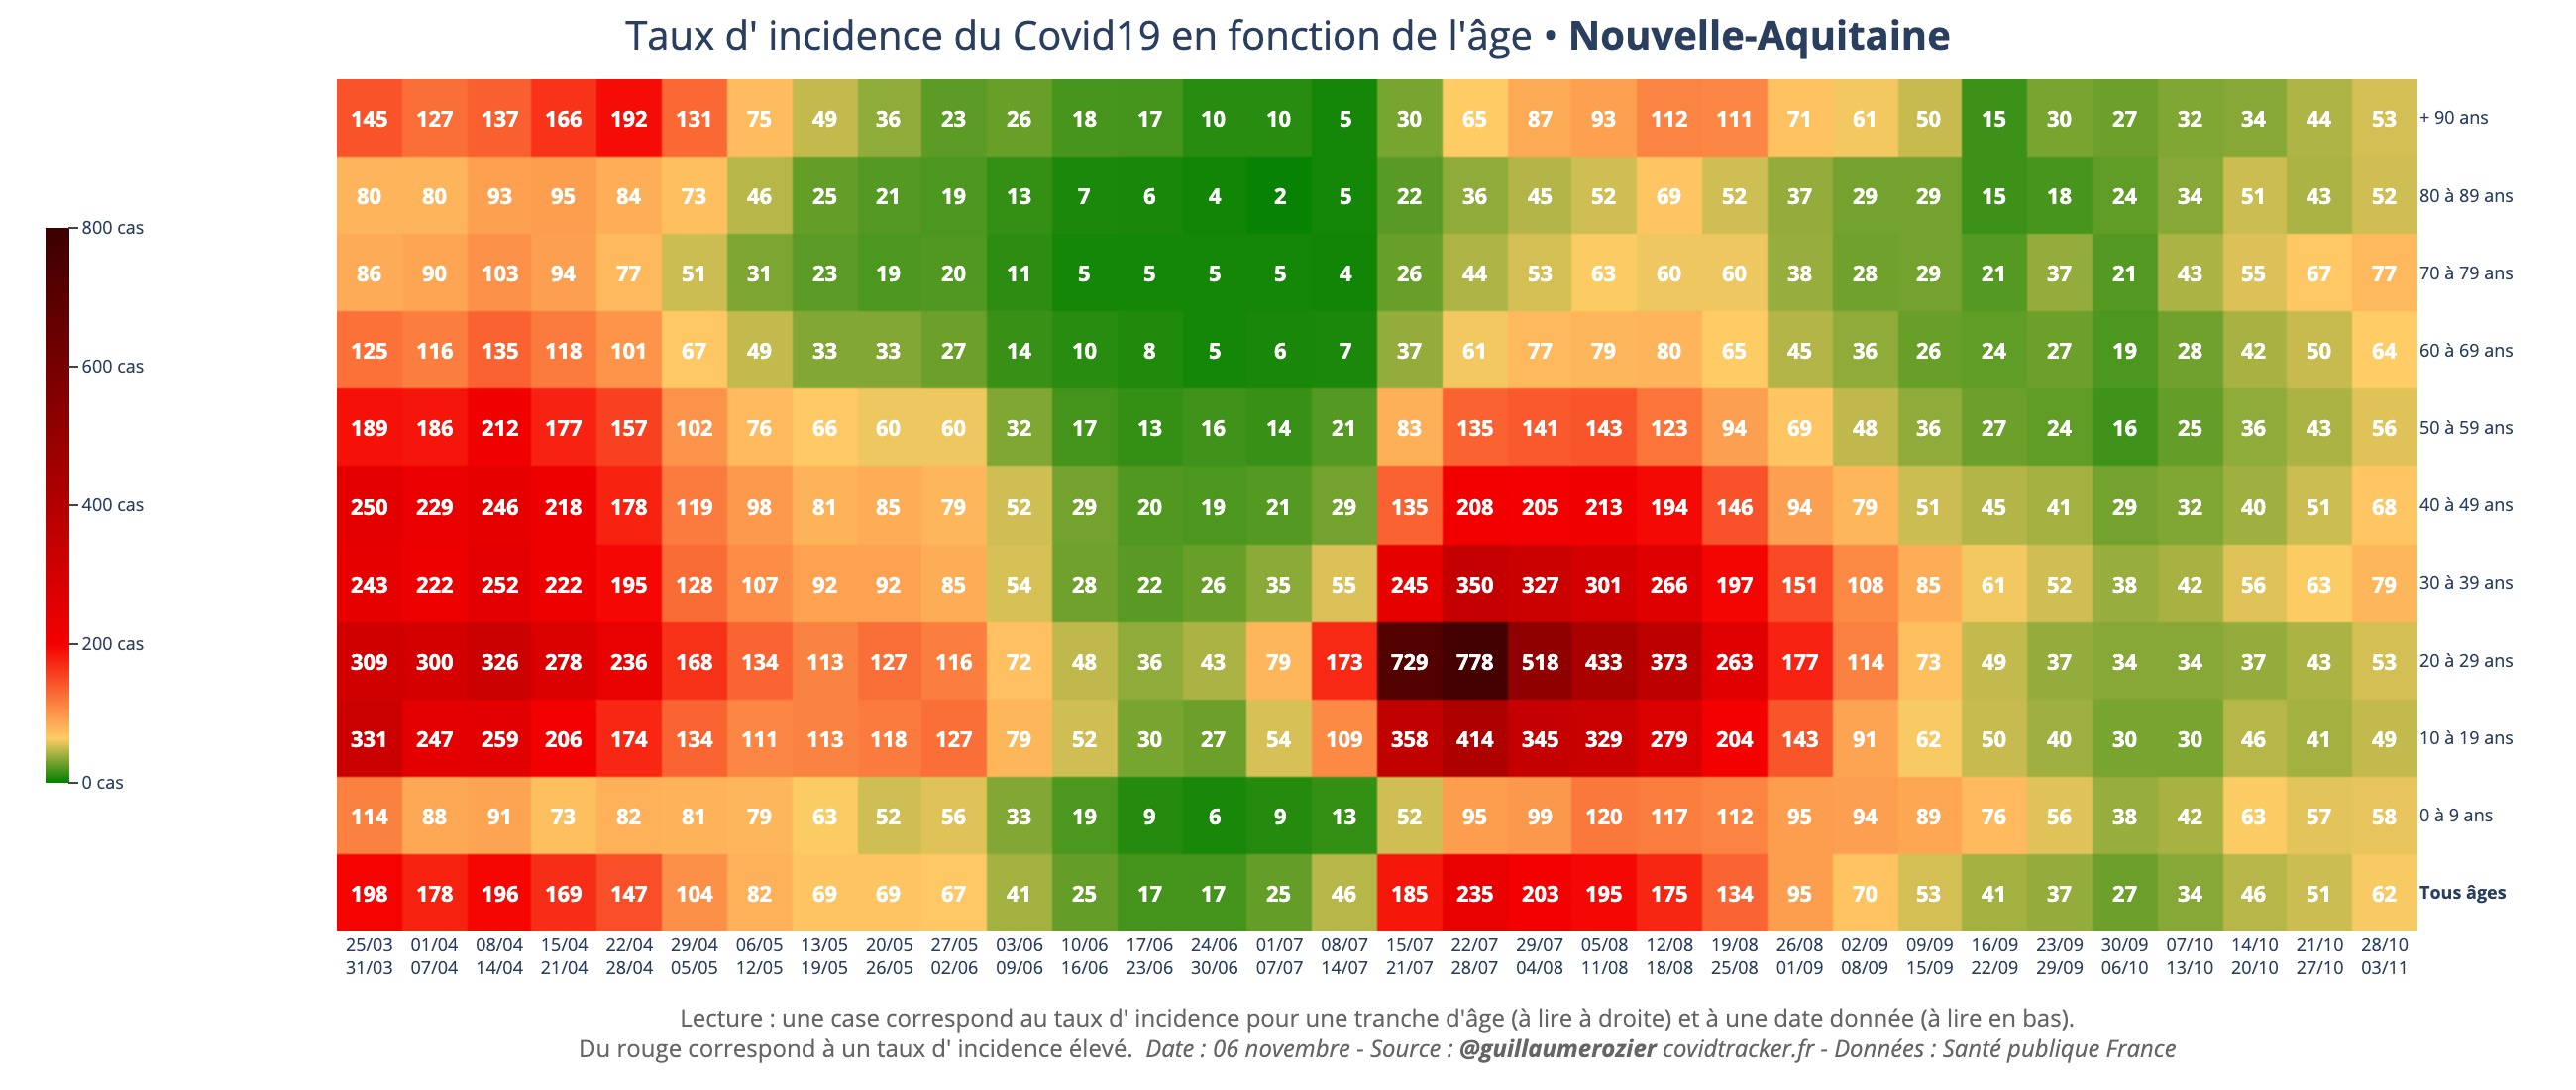 Taux d' incidence du Covid19 en fonction de l'âge • Nouvelle-Aquitaine
800 cas
600 cas
400 cas
200 cas
0 cas
145 127 137 166 192 131 75 49 36 23 26 18 17 10 10 5 30 65 87 93 112 111 71 61 50 15 30 27 32 34 44 53 + 90 ans
80 80 93 95 84 73 46 25 21 19 13 7 6 4 2 5 22 36 45 52 69 52 37 29 29 15 18 24 34 51 43 52 80 à 89 ans
86 90 103 94 77 51 31 23 19 20 11 5 5 5 5 4 26 44 53 63 60 60 38 28 29 21 37 21 43 55 67 77 70 à 79 ans
125 116 135 118 101 67 49 33 33 27 14 10 8 5 6 7 37 61 77 79 80 65 45 36 26 24 27 19 28 42 50 64 60 à 69 ans
189 186 212 177 157 102 76 66 60 60 32 17 13 16 14 21 83 135 141 143 123 94 69 48 36 27 24 16 25 36 43 56 50 à 59 ans
250 229 246 218 178 119 98 81 85 79 52 29 20 19 21 29 135 208 205 213 194 146 94 79 51 45 41 29 32 40 51 68 40 à 49 ans
243 222 252 222 195 128 107 92 92 85 54 28 22 26 35 55 245 350 327 301 266 197 151 108 85 61 52 38 42 56 63 79 30 à 39 ans
309 300 326 278 236 168 134 113 127 116 72 48 36 43 79 173 729 778 518 433 373 263 177 114 73 49 37 34 34 37 43 53 20 à 29 ans
331 247 259 206 174 134 111 113 118 127 79 52 30 27 54 109 358 414 345 329 279 204 143 91 62 50 40 30 30 46 41 49 10 à 19 ans
114 88 91 73 82 81 79 63 52 56 33 19 9 6 9 13 52 95 99 120 117 112 95 94 89 76 56 38 42 63 57 58 0 à 9 ans
198 178 196 169 147 104 82 69 69 67 41 25 17 17 25 46 185 235 203 195 175 134 95 70 53 41 37 27 34 46 51 62 Tous âges
25/03 01/04 08/04 15/04 22/04 29/04 06/05 13/05 20/05 27/05 03/06 10/06 17/06 24/06 01/07 08/07 15/07 22/07 29/07 05/08 12/08 19/08 26/08 02/09 09/09 16/09 23/09 30/09 07/10 14/10 21/10 28/10
31/03 07/04 14/04 21/04 28/04 05/05 12/05 19/05 26/05 02/06 09/06 16/06 23/06 30/06 07/07 14/07 21/07 28/07 04/08 11/08 18/08 25/08 01/09 08/09 15/09 22/09 29/09 06/10 13/10 20/10 27/10 03/11
Lecture : une case correspond au taux d' incidence pour une tranche d'âge (à lire à droite) et à une date donnée (à lire en bas).
Du rouge correspond à un taux d' incidence élevé. Date : 06 novembre - Source : @guillaumerozier covidtracker.fr - Données : Santé publique France